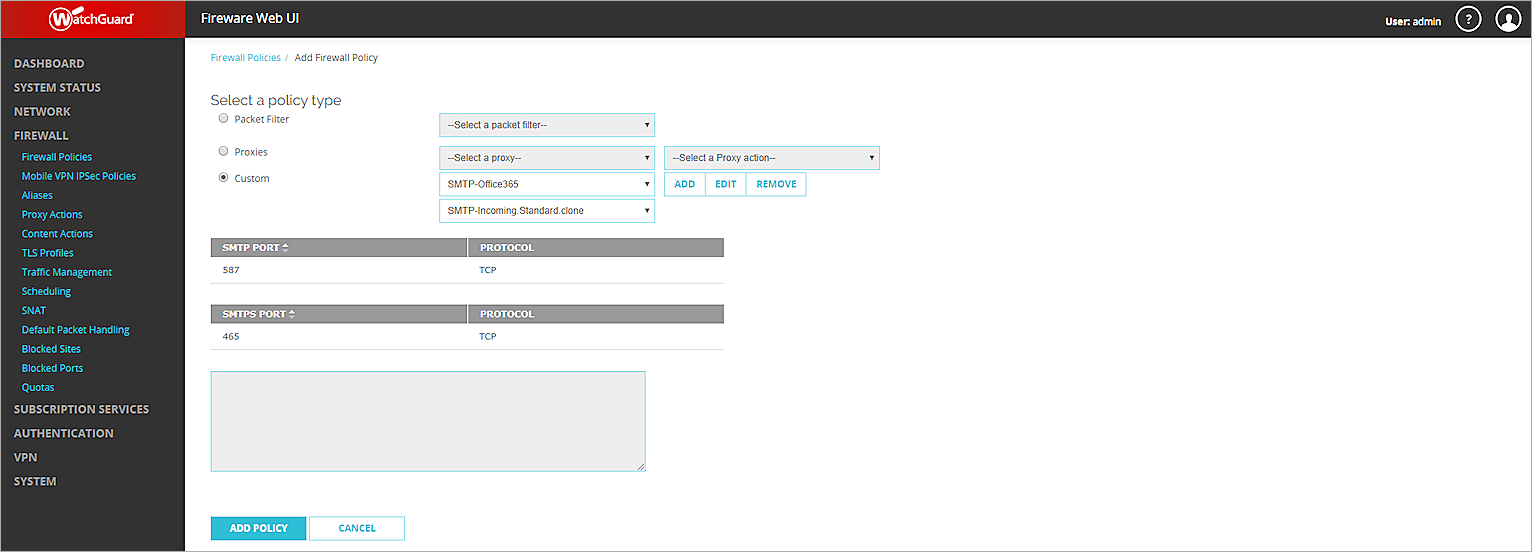 WatchGuard
Fireware Web UI
User: admin
?
DASHBOARD
SYSTEM STATUS
NETWORK
FIREWALL
Firewall Policies
Mobile VPN IPSec Policies
Aliases
Proxy Actions
Content Actions
TLS Profiles
Traffic Management
Scheduling
SNAT
Default Packet Handling
Blocked Sites
Blocked Ports
Quotas
SUBSCRIPTION SERVICES
AUTHENTICATION
VPN
SYSTEM
Firewall Policies / Add Firewall Policy
Select a policy type
Packet Filter --Select a packet filter--
Proxies --Select a proxy-- --Select a Proxy action--
Custom SMTP-Office365 ADD EDIT REMOVE
SMTP-Incoming.Standard.clone
SMTP PORT PROTOCOL
587 TCP
SMTPS PORT PROTOCOL
465 TCP
ADD POLICY CANCEL